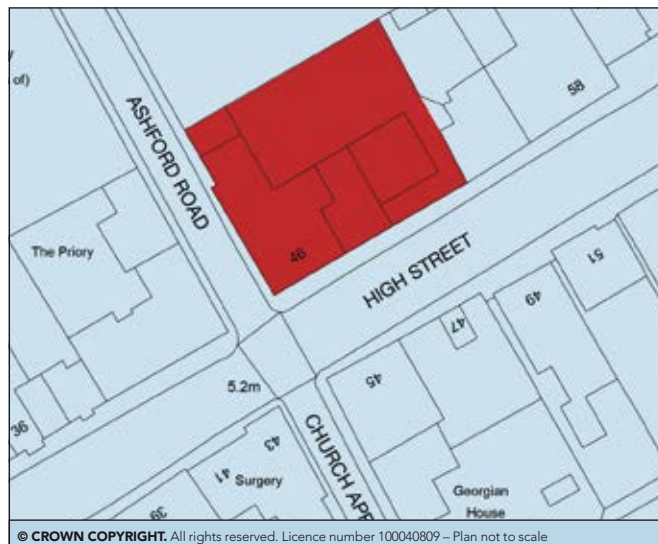 of)
ASHFORD ROAD
58
The Priory
46
HIGH STREET
51
49
47
45
5.2m
36
CHURCH APP
43
41
Surgery
39
Georgian
House
© CROWN COPYRIGHT. All rights reserved. Licence number 100040809 – Plan not to scale